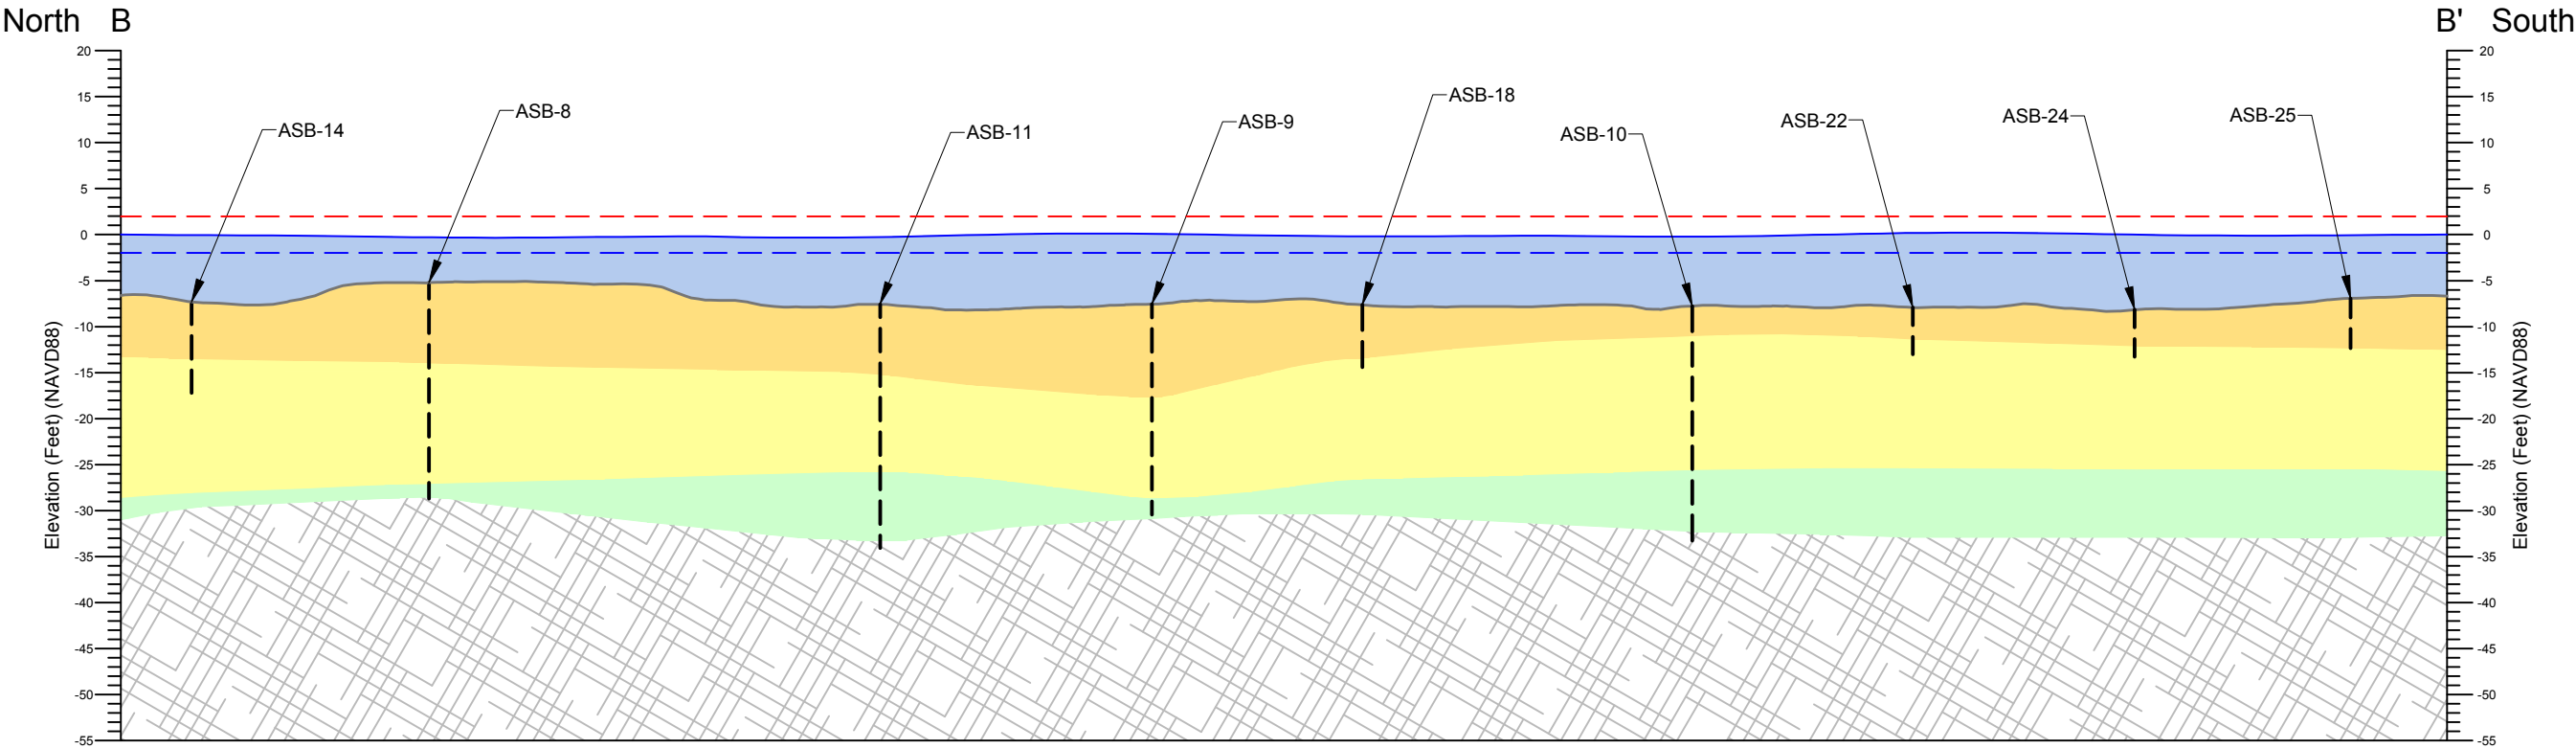 North B
B' South
20
15
10
5
0
-5
-10
-15
-20
-25
-30
-35
-40
-45
-50
-55
Elevation (Feet) (NAVD88)
ASB-14
ASB-8
ASB-11
ASB-9
ASB-18
ASB-10
ASB-22
ASB-24
ASB-25
20
15
10
5
0
-5
-10
-15
-20
-25
-30
-35
-40
-45
-50
-55
Elevation (Feet) (NAVD88)